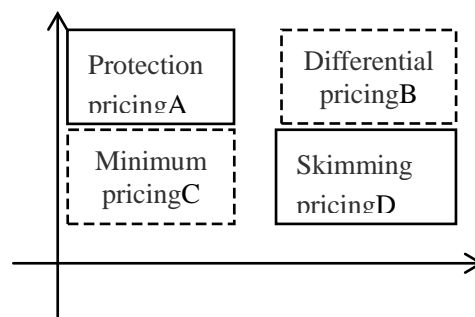 Protection
pricingA
Differential
pricingB
Minimum
pricingC
Skimming
pricingD